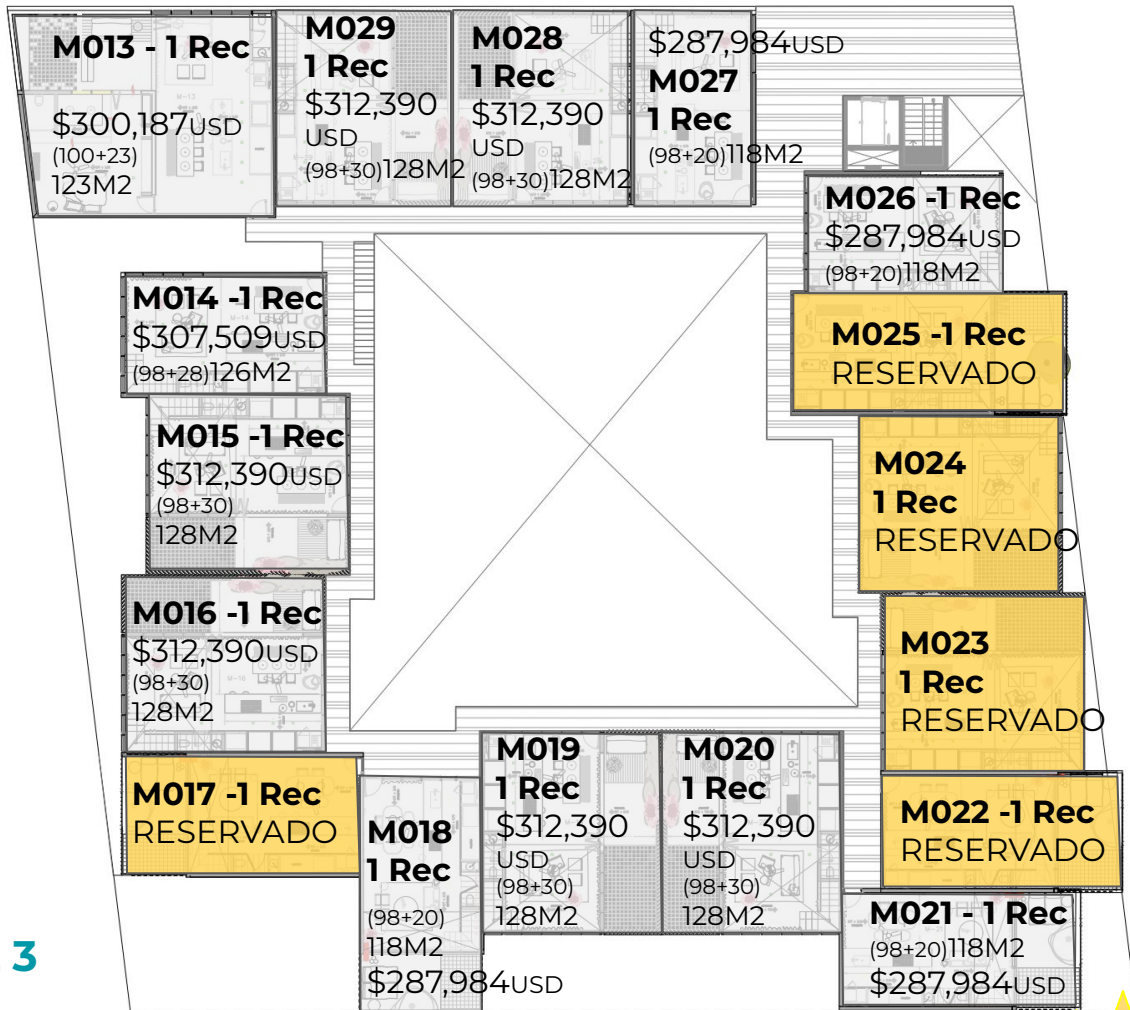 M013 - 1 Rec
$300,187USD
(100+23)
123M2
M029
1 Rec
$312,390
USD
(98+30)128M2
M028
1 Rec
$312,390
USD
(98+30)128M2
$287,984USD
M027
1 Rec
(98+20)118M2
M026 -1 Rec
$287,984USD
(98+20)118M2
M025 -1 Rec
RESERVADO
M014 -1 Rec
$307,509USD
(98+28)126M2
M015 -1 Rec
$312,390USD
(98+30)
128M2
M024
1 Rec
RESERVADO
M016 -1 Rec
$312,390USD
(98+30)
128M2
M023
1 Rec
RESERVADO
M017 -1 Rec
RESERVADO
M018
1 Rec
(98+20)
118M2
$287,984USD
M019
1 Rec
$312,390
USD
(98+30)
128M2
M020
1 Rec
$312,390
USD
(98+30)
128M2
M022 -1 Rec
RESERVADO
M021 - 1 Rec
(98+20)118M2
$287,984USD
3